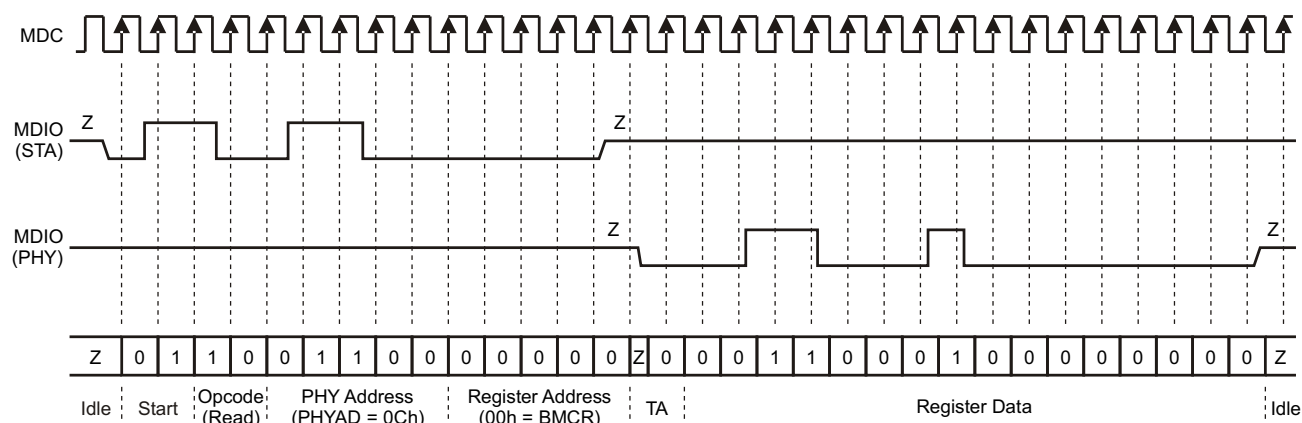 MDC
Z Z
MDIO
(STA)
Z Z
MDIO
(PHY)
Z 0 1 1 0 0 1 1 0 0 0 0 0 0 0 Z 0 0 0 1 1 0 0 0 1 0 0 0 0 0 0 0 0 Z
Idle Start Opcode PHY Address Register Address TA Register Data Idle
(Read) (PHYAD = 0Ch) (00h = BMCR)